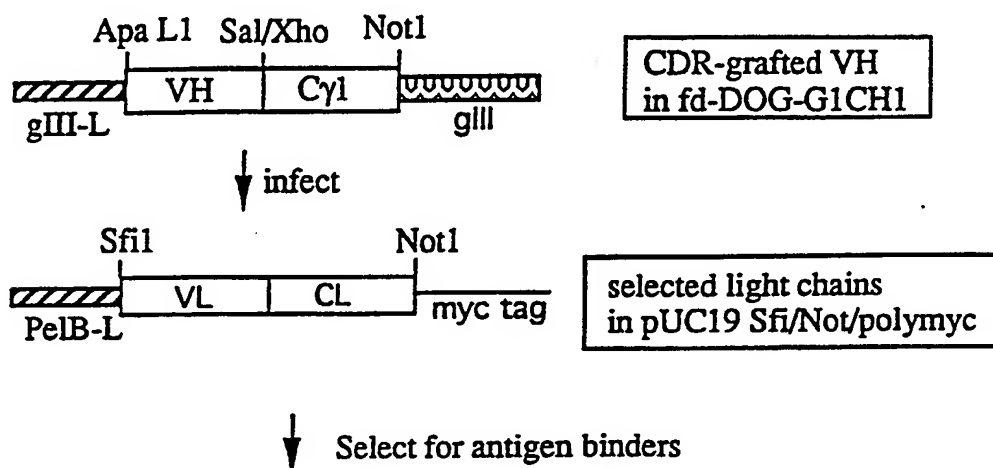 Apa L1 Sal/Xho Not1
VH Cγ1
gIII-L gIII
CDR-grafted VH
in fd-DOG-G1CH1
infect
Sfi1 Not1
VL CL
PelB-L myc tag
selected light chains
in pUC19 Sfi/Not/polymyc
Select for antigen binders